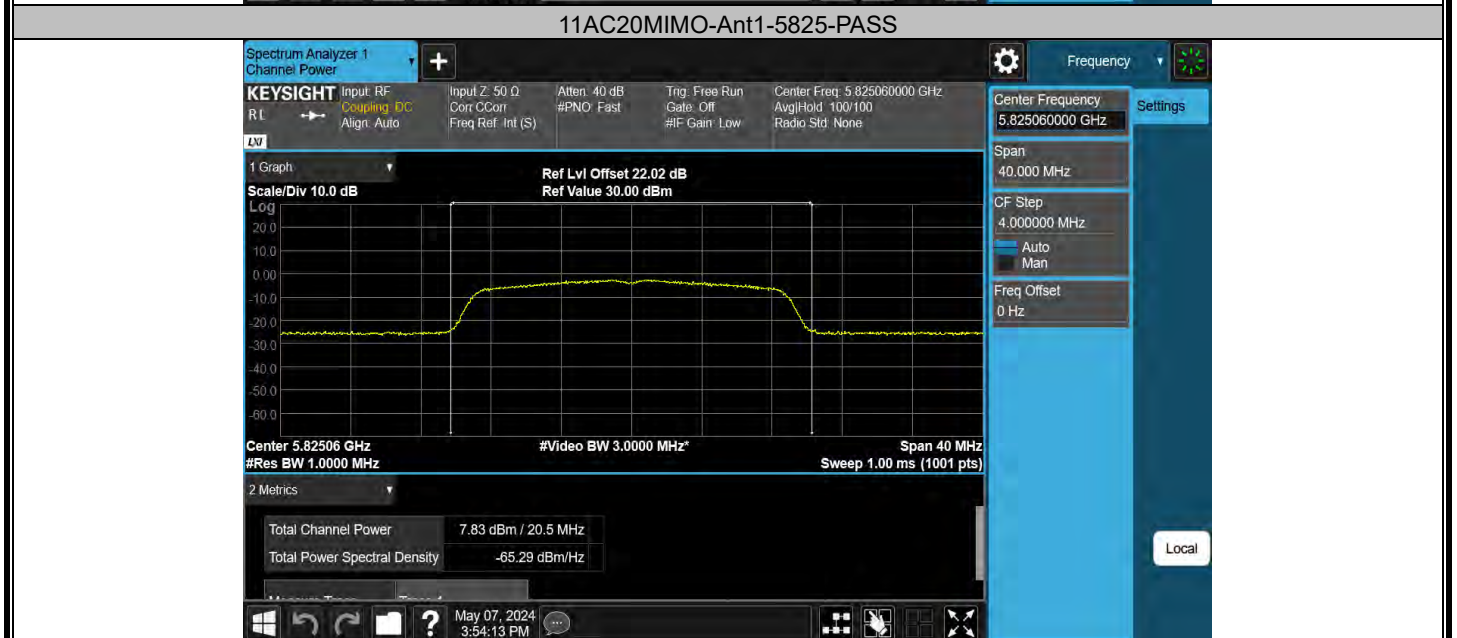 11AC20MIMO-Ant1-5825-PASS
Spectrum Analyzer 1
Channel Power
+
Frequency
KEYSIGHT
RL
LXI
Input: RF
Coupling: DC
Align: Auto
Input Z: 50 Ω
Corr CCorr
Freq Ref: Int (S)
Atten: 40 dB
#PNO: Fast
Trig: Free Run
Gate: Off
#IF Gain: Low
Center Freq: 5.825060000 GHz
Avg|Hold: 100/100
Radio Std: None
Center Frequency
5.825060000 GHz
Settings
Span
40.000 MHz
CF Step
4.000000 MHz
Auto
Man
Freq Offset
0 Hz
1 Graph
Scale/Div 10.0 dB
Ref Lvl Offset 22.02 dB
Ref Value 30.00 dBm
Log
20.0
10.0
0.00
-10.0
-20.0
-30.0
-40.0
-50.0
-60.0
Center 5.82506 GHz
#Video BW 3.0000 MHz*
Span 40 MHz
#Res BW 1.0000 MHz
Sweep 1.00 ms (1001 pts)
2 Metrics
Total Channel Power 7.83 dBm / 20.5 MHz
Total Power Spectral Density -65.29 dBm/Hz
Local
?
May 07, 2024
3:54:13 PM